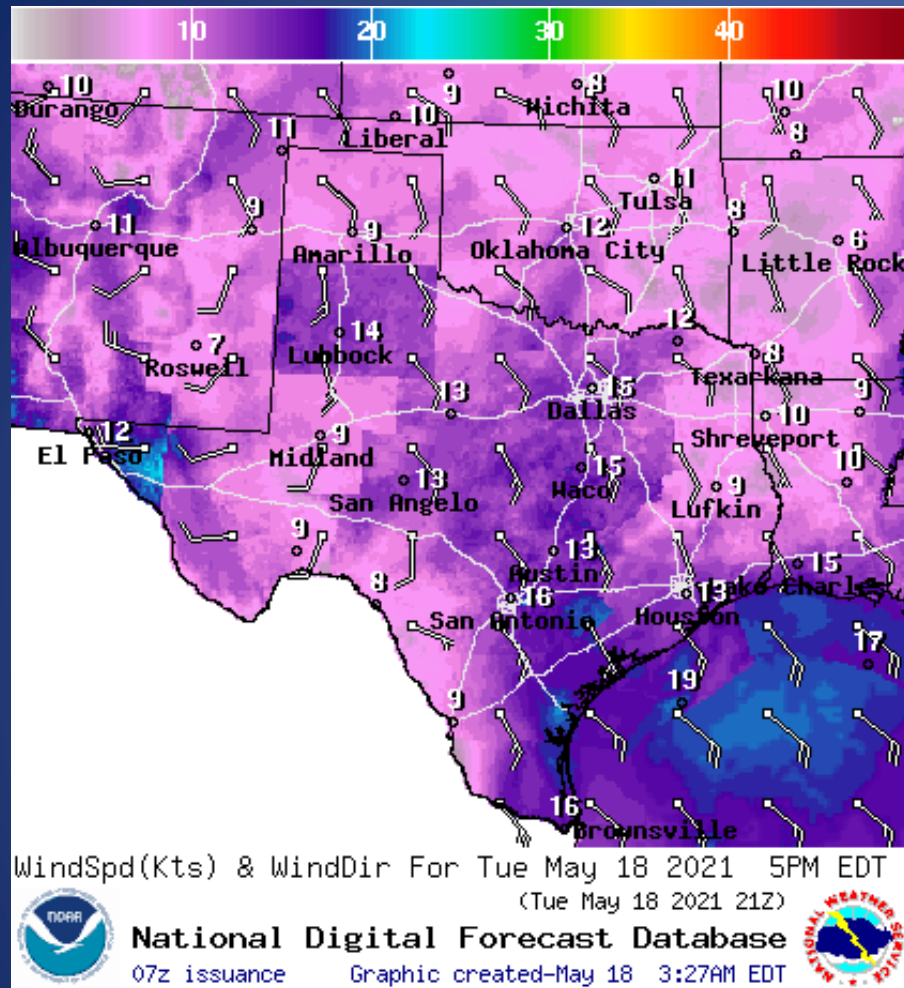 10 20 30 40
10 9 8 10
Durango Wichita
10 8
Liberal
11
11
9 Tulsa 8
11 9 12 6
Albuquerque Amarillo Oklahoma City Little Rock
14 12
7 Lubbock 8
Roswell Texarkana
13 15 9
Dallas 10
12 9 Shreveport
El Paso Midland 15 10
13 Waco 9
San Angelo Lufkin
9 13 15
Austin Lake Charles
8 16 13
San Antonio Houston
17
19
9
16
Brownsville
WindSpd(Kts) & WindDir For Tue May 18 2021 5PM EDT
(Tue May 18 2021 21Z)
NOAA
National Digital Forecast Database
07z issuance Graphic created-May 18 3:27AM EDT
NATIONAL WEATHER SERVICE